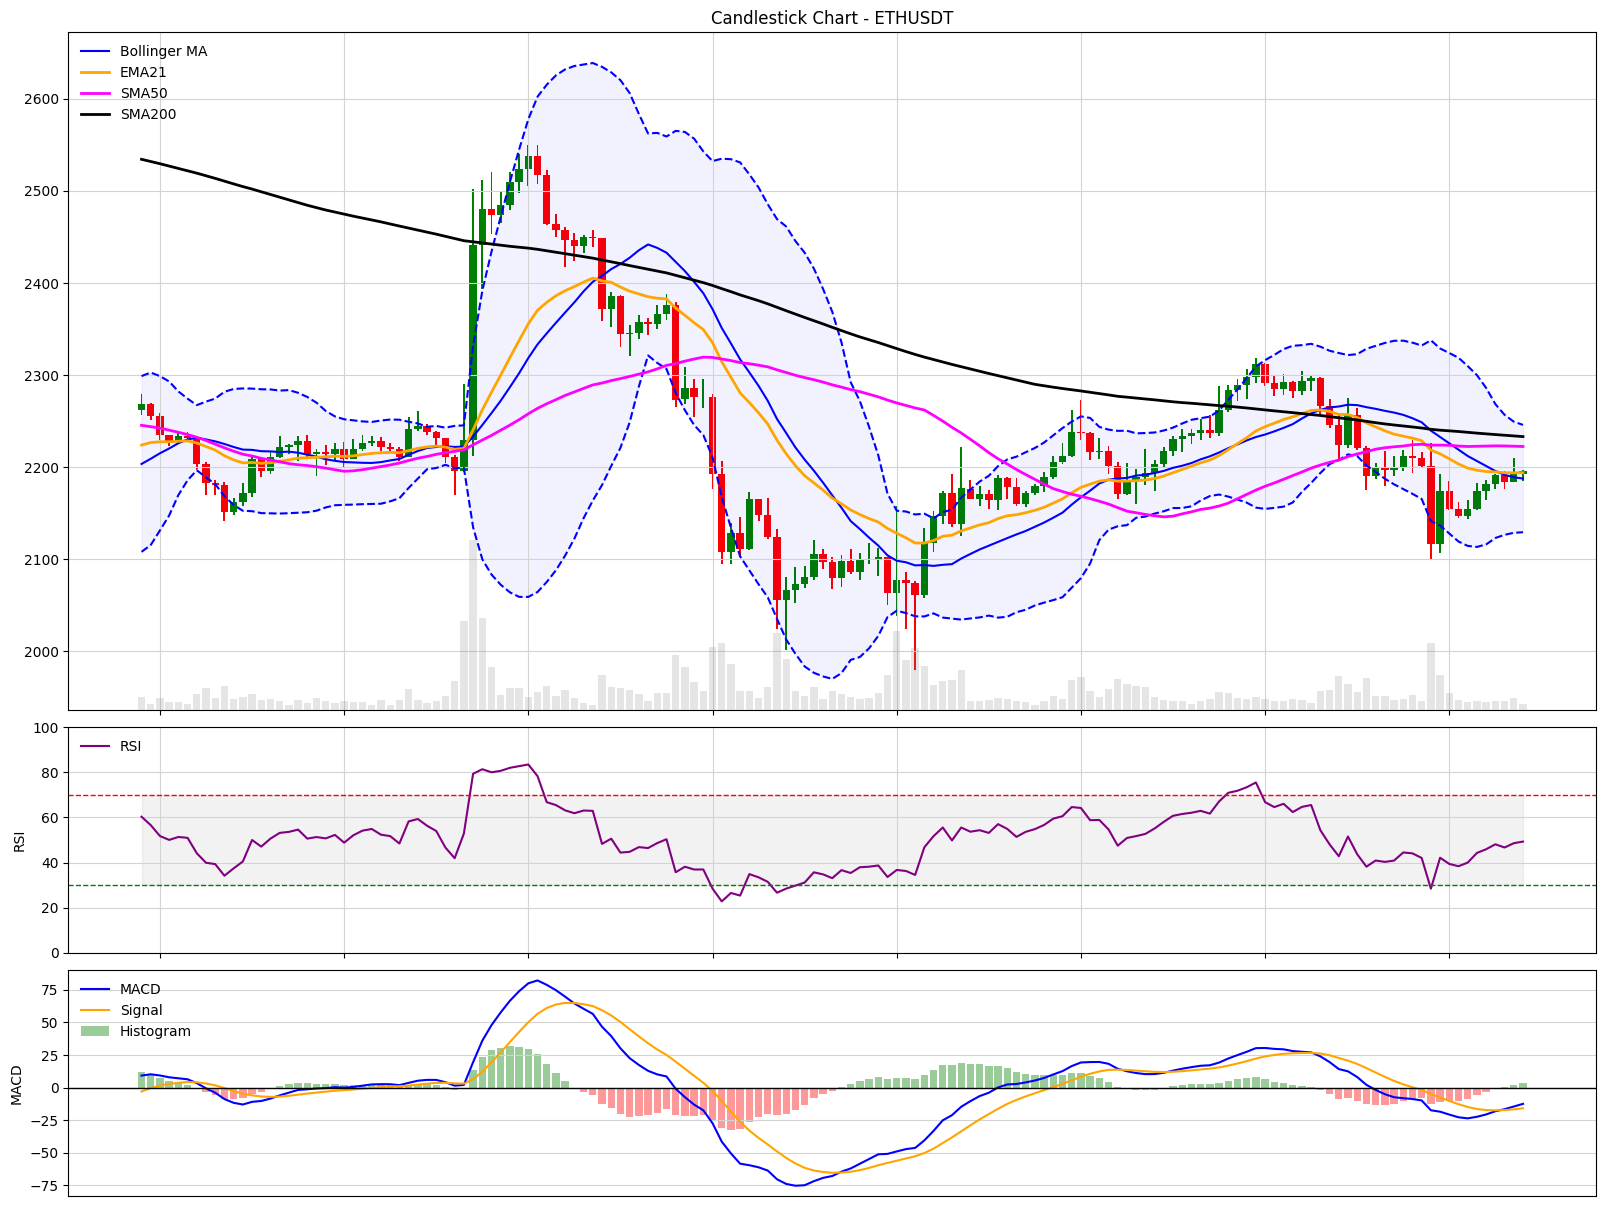 Candlestick Chart - ETHUSDT
Bollinger MA
EMA21
SMA50
SMA200
2600
2500
2400
2300
2200
2100
2000
RSI
100
80
60
40
20
0
RSI
MACD
Signal
Histogram
75
50
25
0
−25
−50
−75
MACD